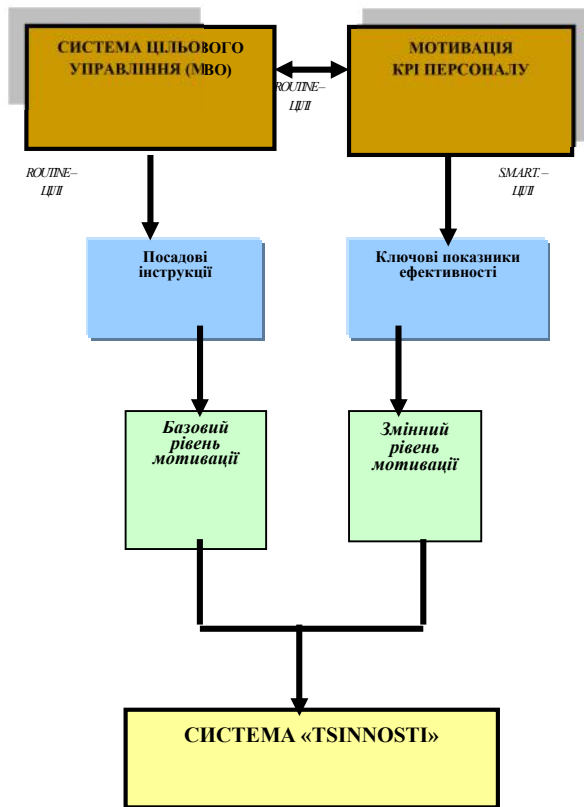 СИСТЕМА ЦІЛЬОВОГО
УПРАВЛІННЯ (МВО)
МОТИВАЦІЯ
КРІ ПЕРСОНАЛУ
ROUTINE–
ЦІЛІ
ROUTINE–
ЦІЛІ
S.M.A.R.T. –
ЦІЛІ
Посадові
інструкції
Ключові показники
ефективності
Базовий
рівень
мотивації
Змінний
рівень
мотивації
СИСТЕМА «TSINNOSTI»